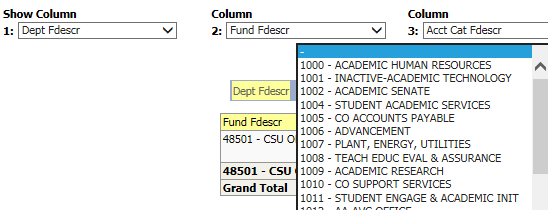 Show Column
Column
Column
1: Dept Fdescr
2: Fund Fdescr
3: Acct Cat Fdescr
-
1000 - ACADEMIC HUMAN RESOURCES
1001 - INACTIVE-ACADEMIC TECHNOLOGY
1002 - ACADEMIC SENATE
1004 - STUDENT ACADEMIC SERVICES
1005 - CO ACCOUNTS PAYABLE
1006 - ADVANCEMENT
1007 - PLANT, ENERGY, UTILITIES
1008 - TEACH EDUC EVAL & ASSURANCE
1009 - ACADEMIC RESEARCH
1010 - CO SUPPORT SERVICES
1011 - STUDENT ENGAGE & ACADEMIC INIT
1012 - AA-AVC OFFICE
Dept Fdescr
Fund Fdescr
48501 - CSU O
48501 - CSU O
Grand Total